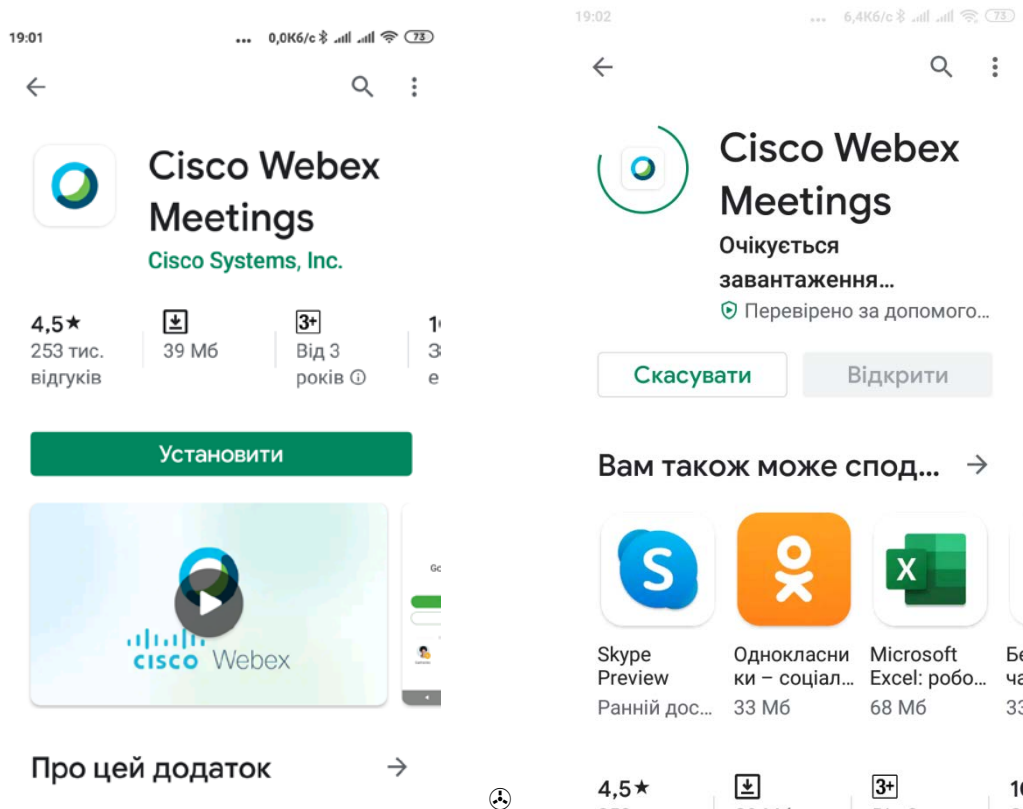 19:01
... 0,0Кб/с 73
Cisco Webex
Meetings
Cisco Systems, Inc.
4,5★
253 тис.
відгуків
39 Мб
3+
Від 3
років
Установити
cisco Webex
Про цей додаток
19:02
... 6,4Кб/с 73
Cisco Webex
Meetings
Очікується
завантаження...
Перевірено за допомого...
Скасувати
Відкрити
Вам також може спод...
Skype
Preview
Ранній дос...
Однокласни
ки – соціал...
33 Мб
Microsoft
Excel: робо...
68 Мб
4,5★
3+